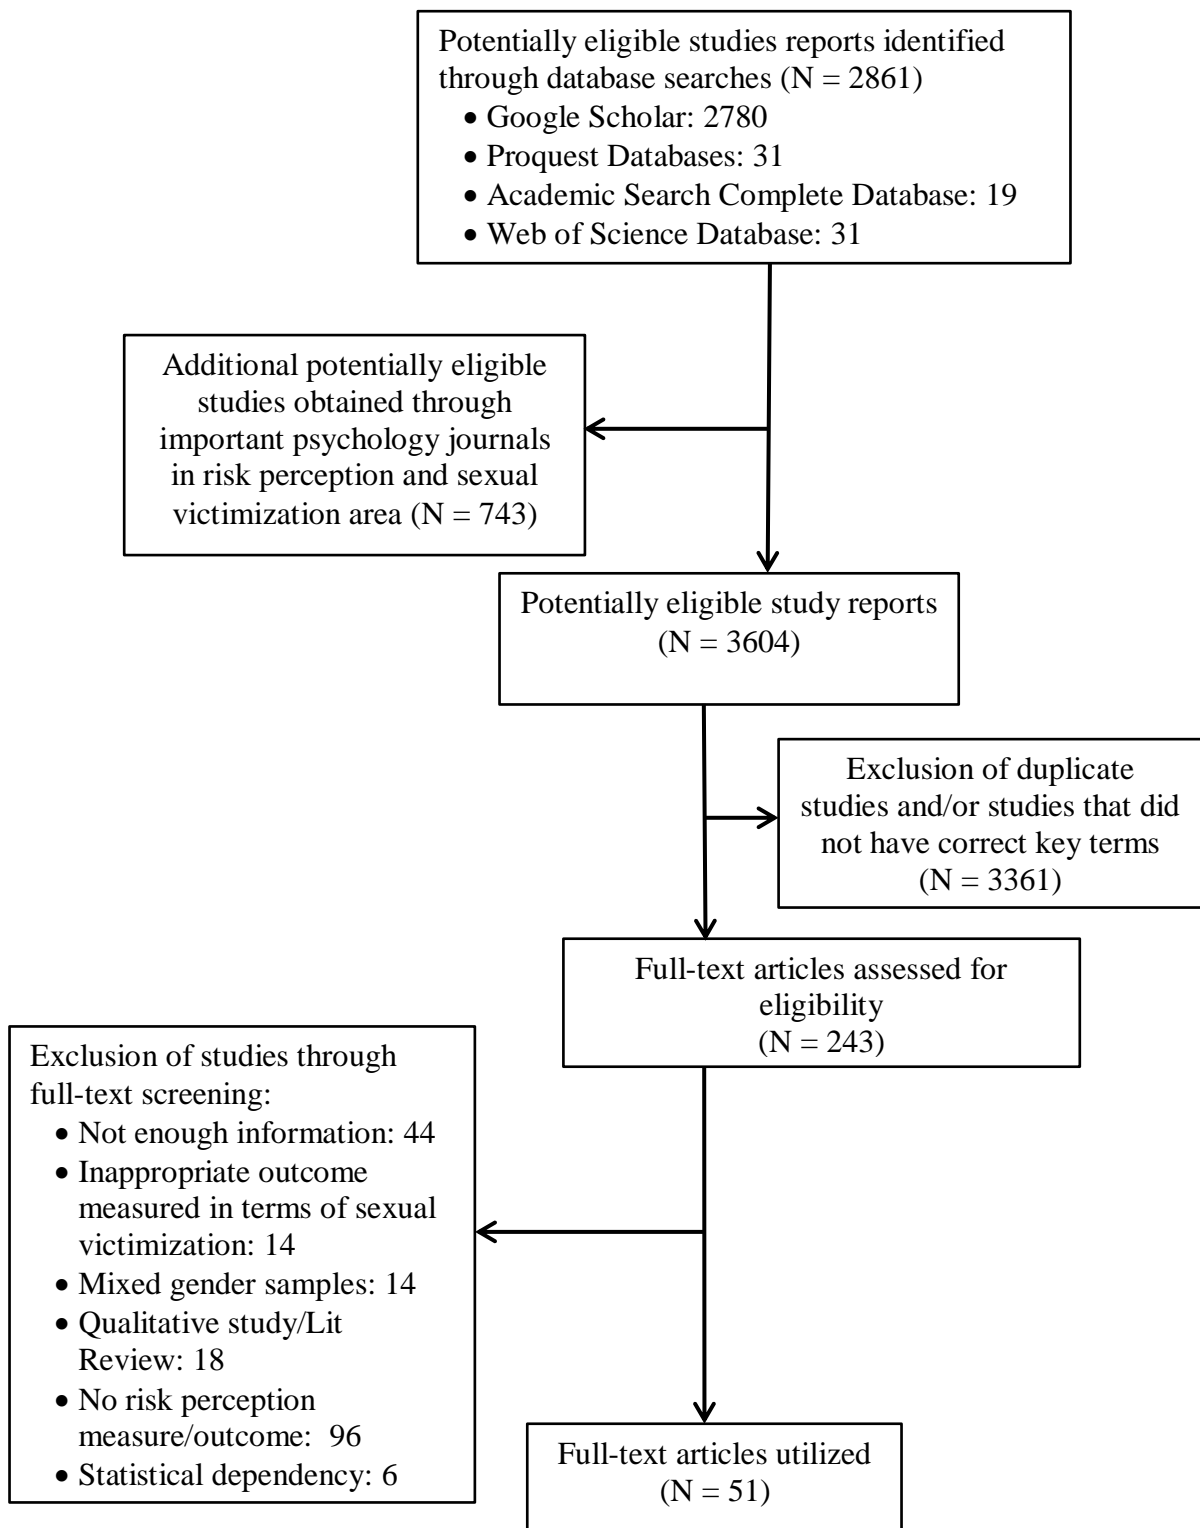 Potentially eligible studies reports identified
through database searches (N = 2861)
• Google Scholar: 2780
• Proquest Databases: 31
• Academic Search Complete Database: 19
• Web of Science Database: 31
Additional potentially eligible
studies obtained through
important psychology journals
in risk perception and sexual
victimization area (N = 743)
Potentially eligible study reports
(N = 3604)
Exclusion of duplicate
studies and/or studies that did
not have correct key terms
(N = 3361)
Full-text articles assessed for
eligibility
(N = 243)
Exclusion of studies through
full-text screening:
• Not enough information: 44
• Inappropriate outcome
measured in terms of sexual
victimization: 14
• Mixed gender samples: 14
• Qualitative study/Lit
Review: 18
• No risk perception
measure/outcome:  96
• Statistical dependency: 6
Full-text articles utilized
(N = 51)